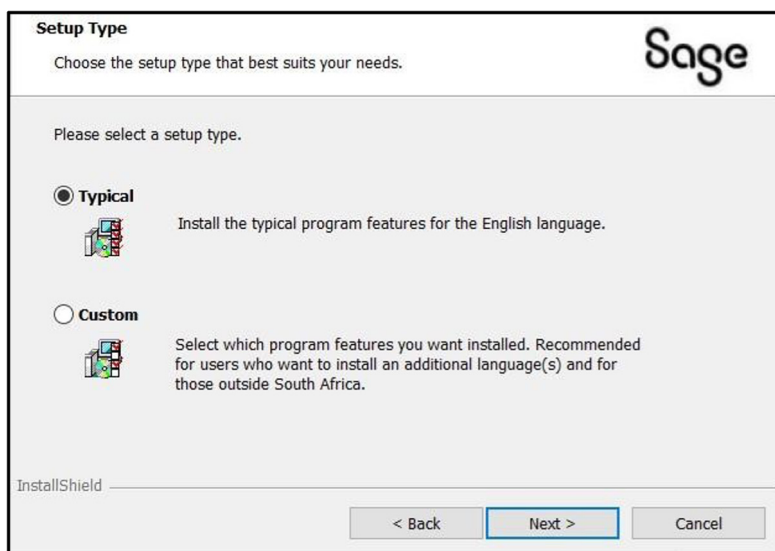 Setup Type
Choose the setup type that best suits your needs.
Sage
Please select a setup type.
Typical
Install the typical program features for the English language.
Custom
Select which program features you want installed. Recommended
for users who want to install an additional language(s) and for
those outside South Africa.
InstallShield
< Back
Next >
Cancel